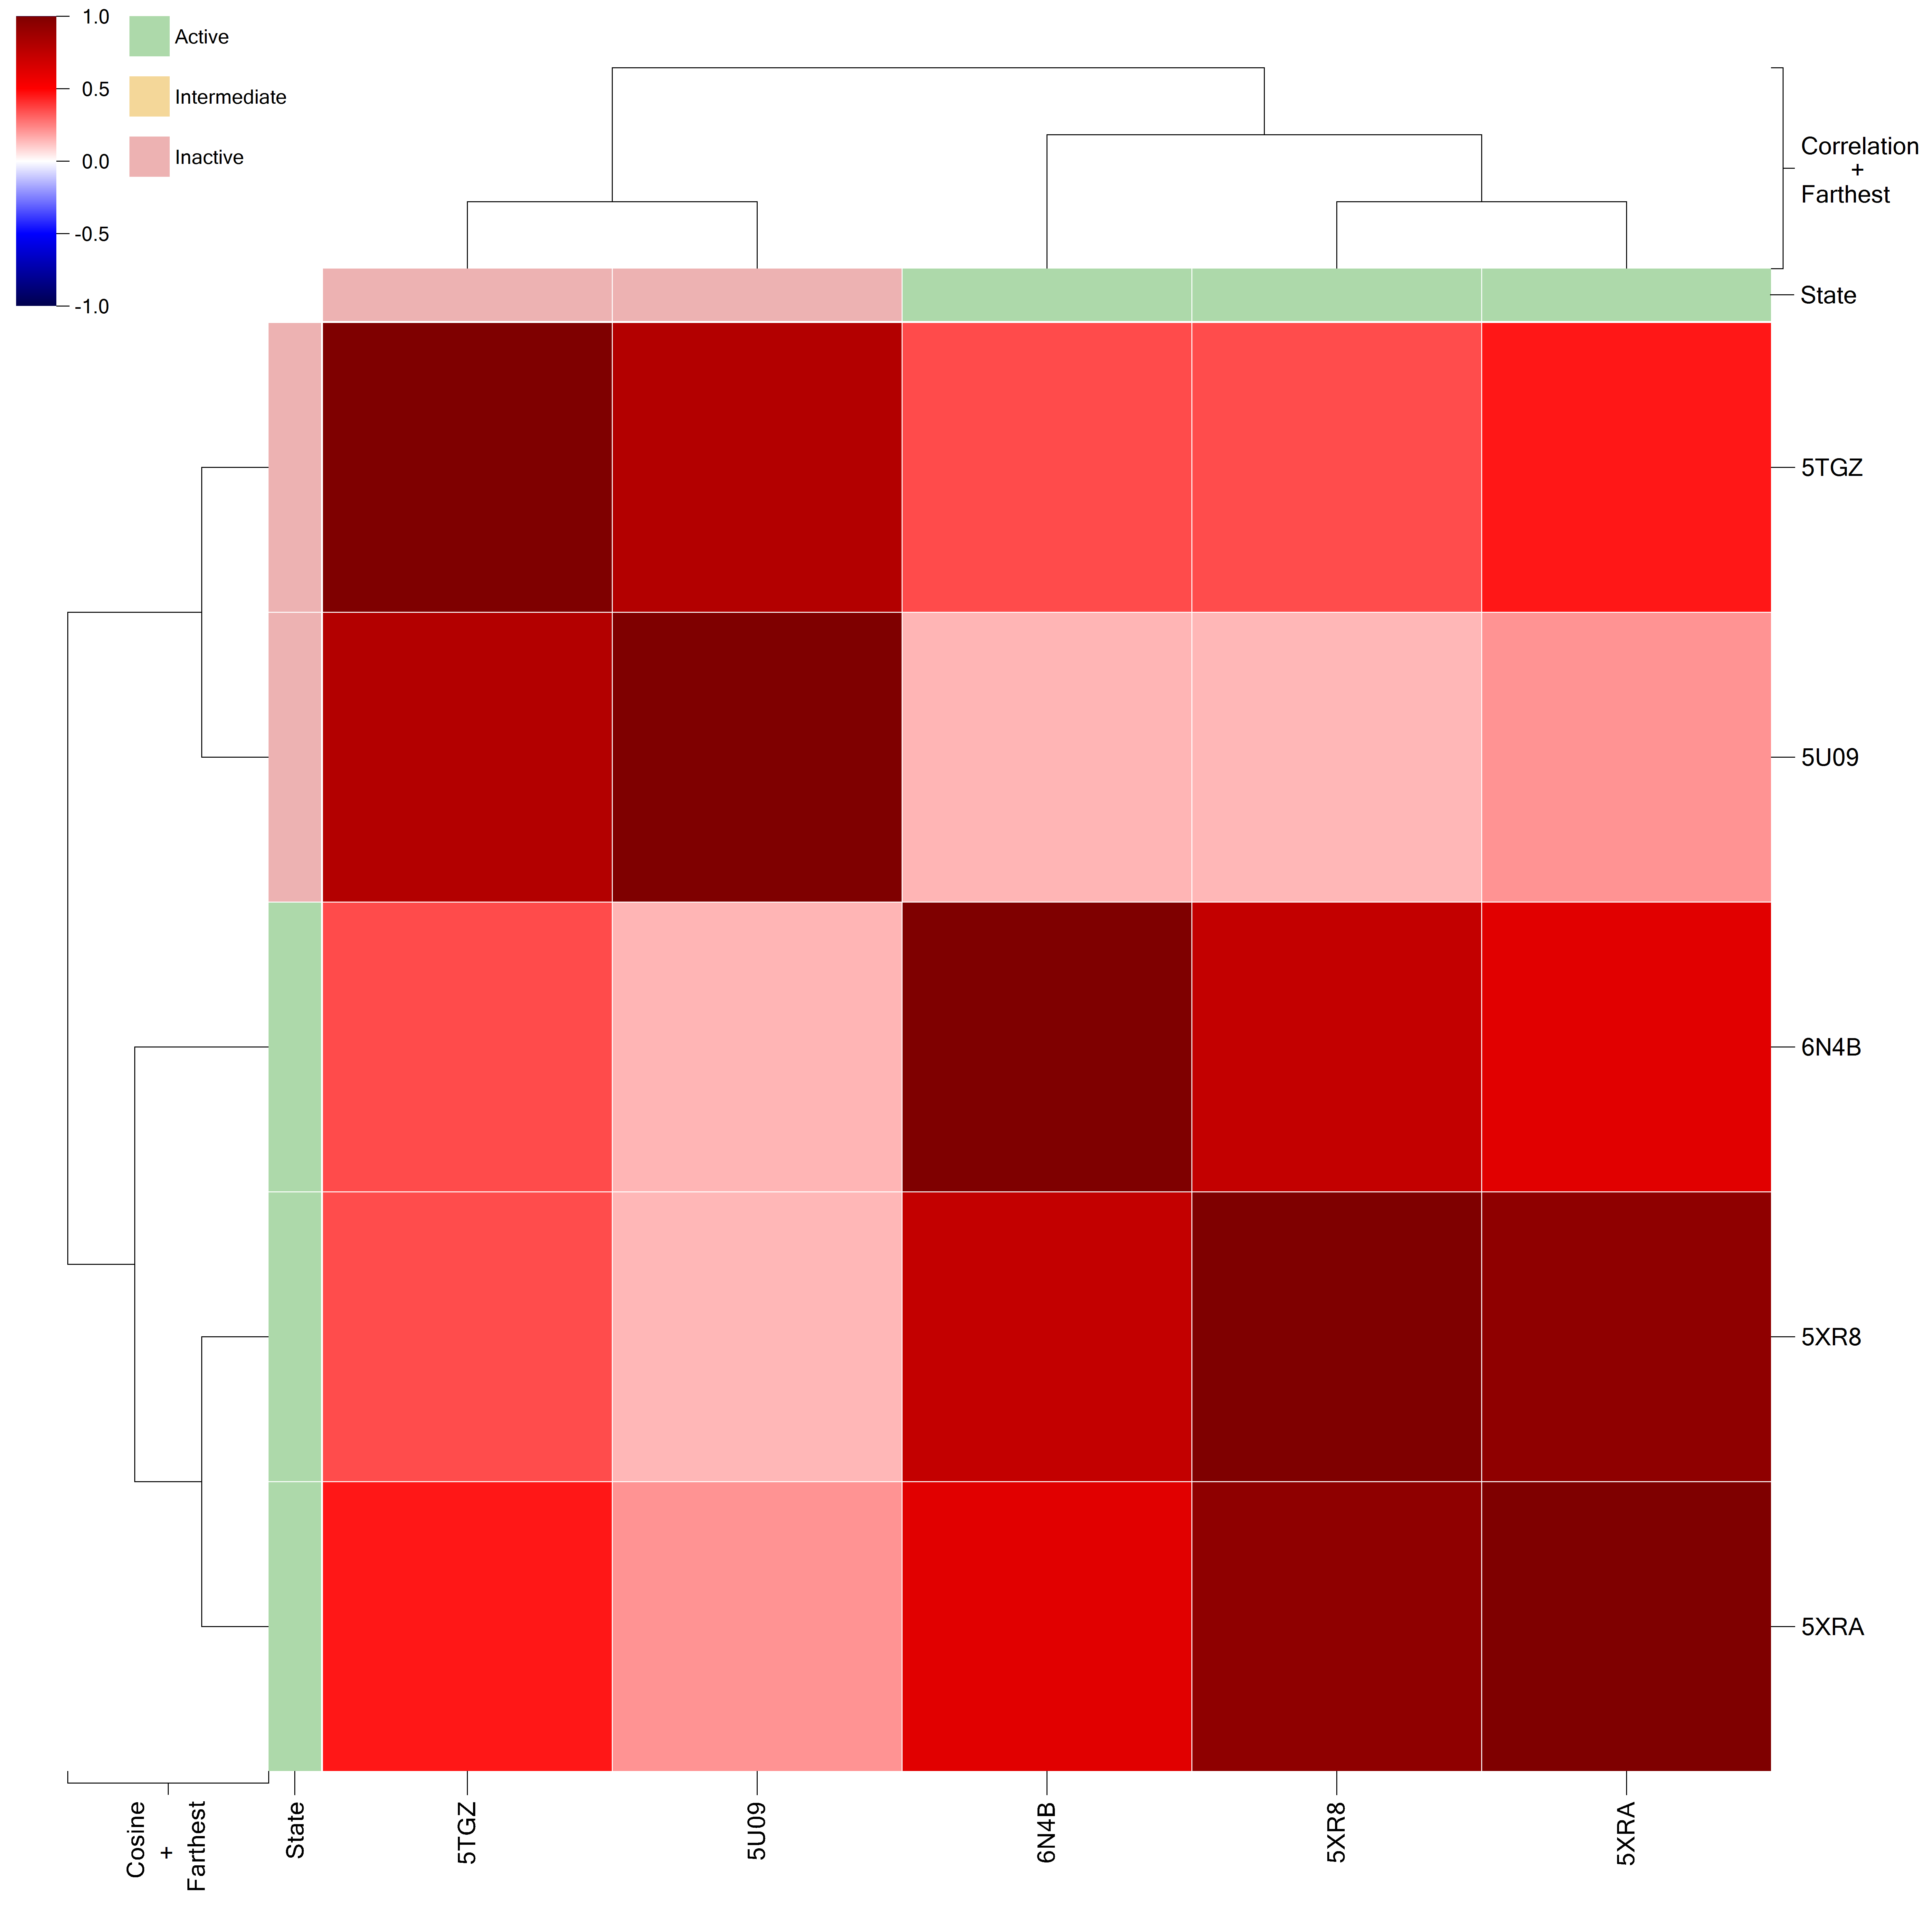 1.0
0.5
0.0
-0.5
-1.0
Active
Intermediate
Inactive
Correlation
+
Farthest
State
5TGZ
5U09
6N4B
5XR8
5XRA
Cosine
+
Farthest
State
5TGZ
5U09
6N4B
5XR8
5XRA